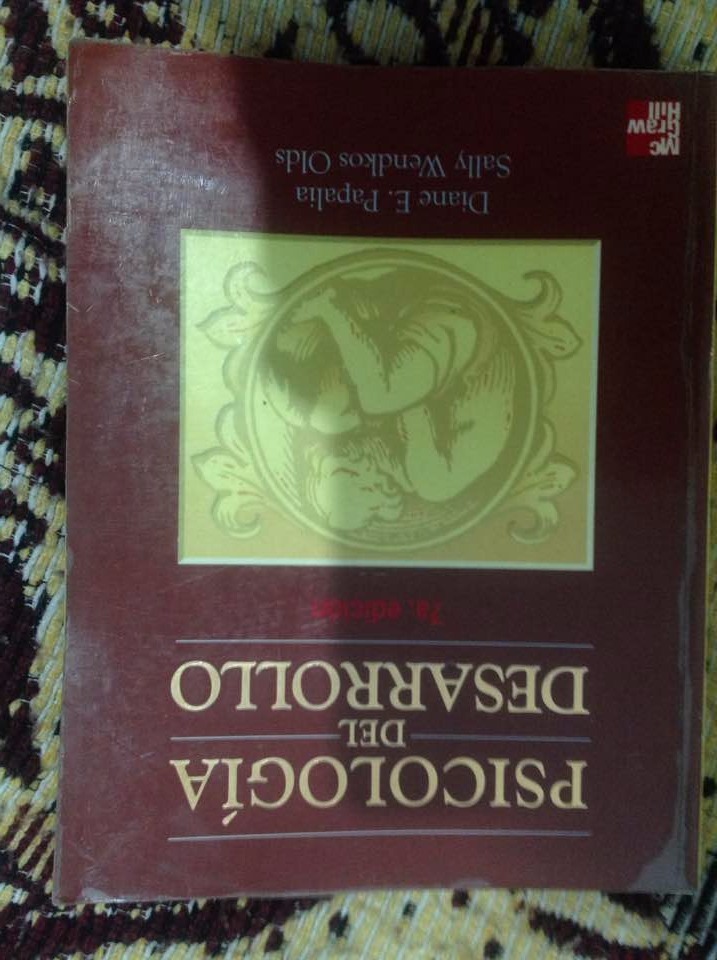 PSICOLOGÍA
DEL
DESARROLLO
7a. edición
Diane E. Papalia
Sally Wendkos Olds
Mc
Graw
Hill